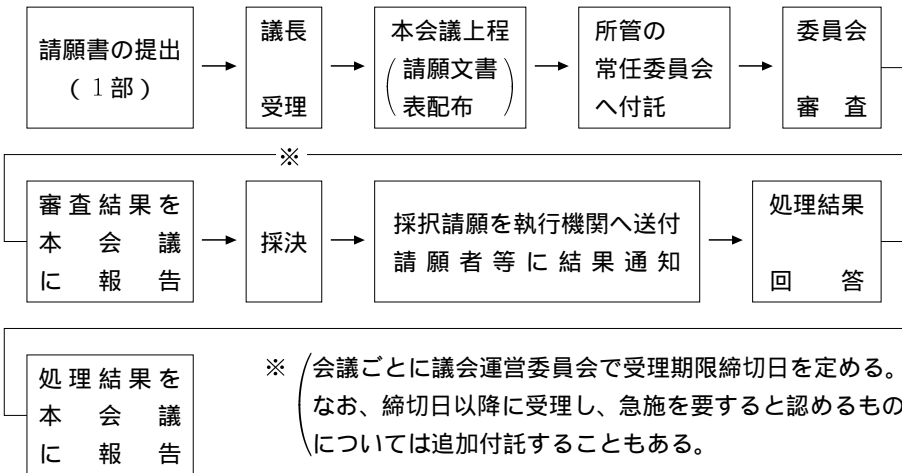 請願書の提出
(１部)
議長
受理
本会議上程
(請願文書
表配布)
所管の
常任委員会
へ付託
委員会
審査
※
審査結果を
本会議
に報告
採決
採択請願を執行機関へ送付
請願者等に結果通知
処理結果
回答
処理結果を
本会議
に報告
※ (会議ごとに議会運営委員会で受理期限締切日を定める。
なお、締切日以降に受理し、急施を要すると認めるもの
については追加付託することもある。